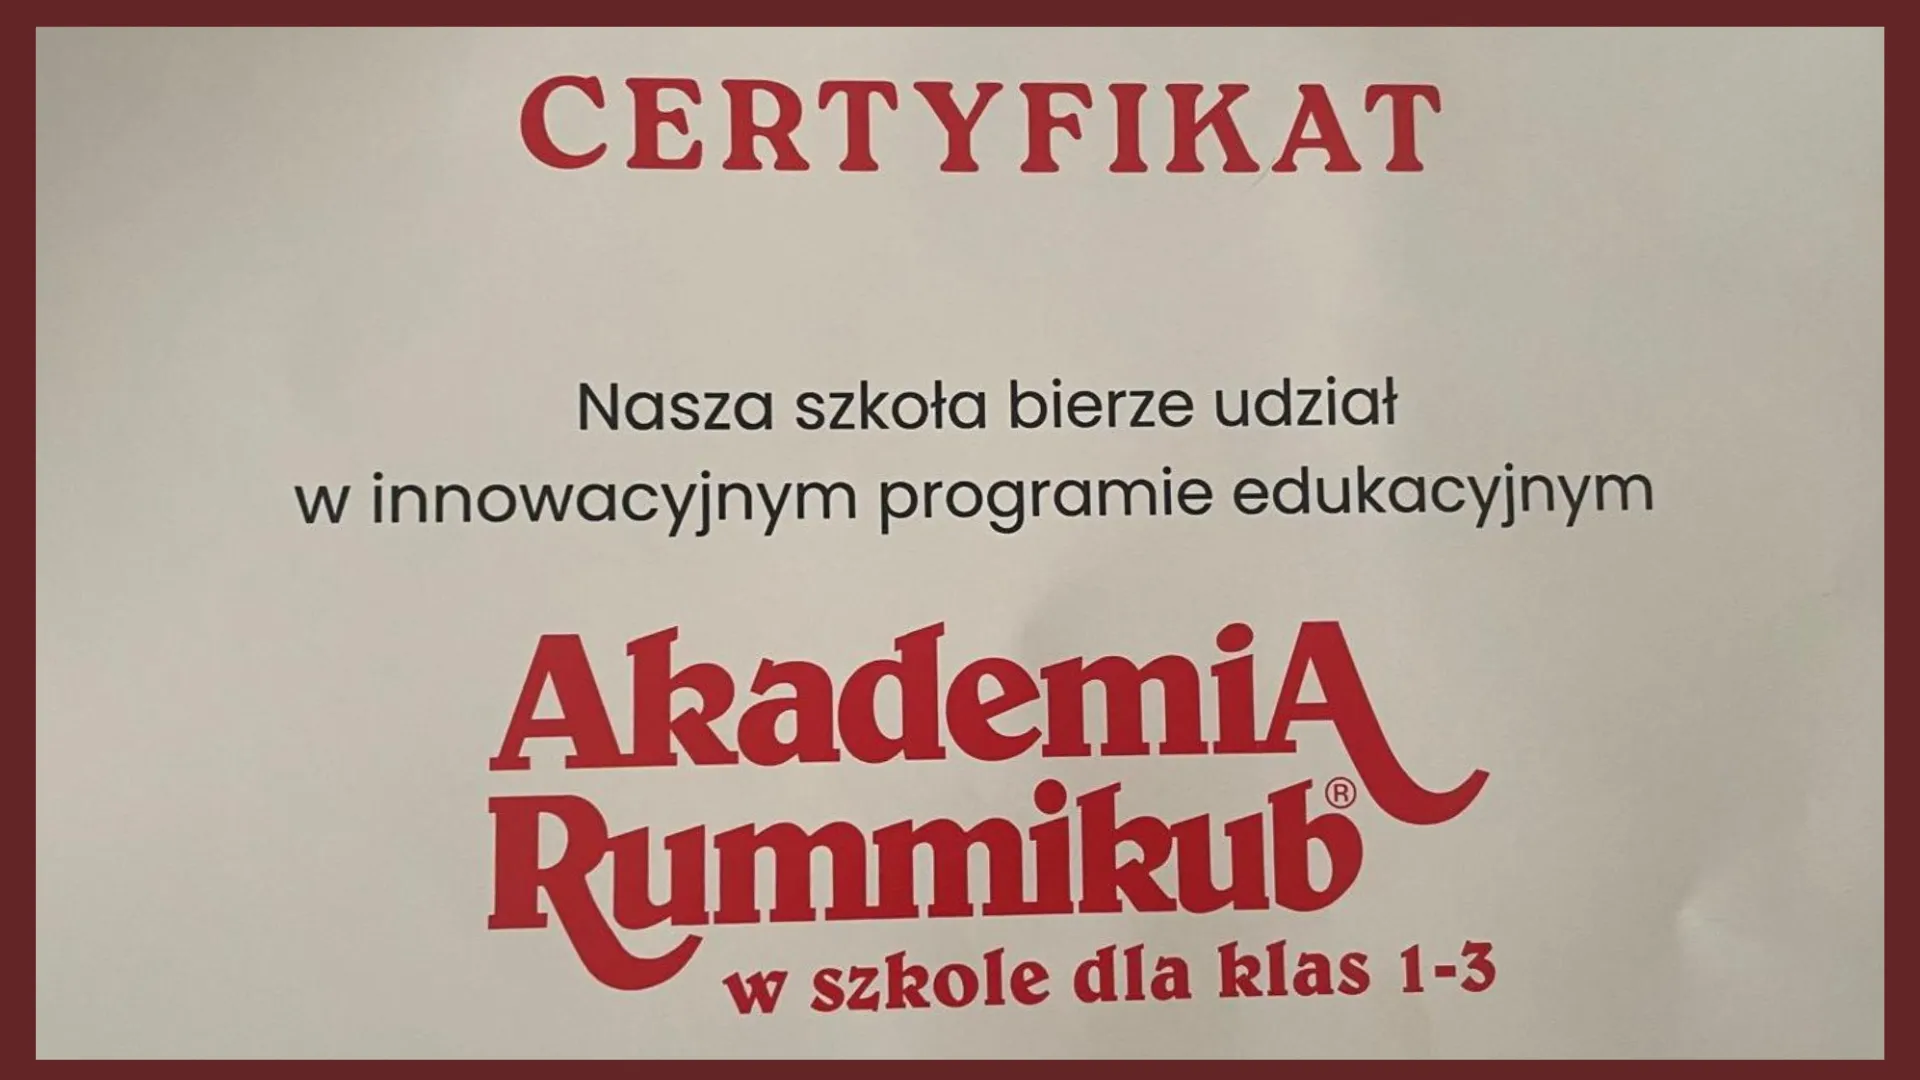 CERTYFIKAT
Nasza szkoła bierze udział
w innowacyjnym programie edukacyjnym
AkademiA
Rummikub®
w szkole dla klas 1-3